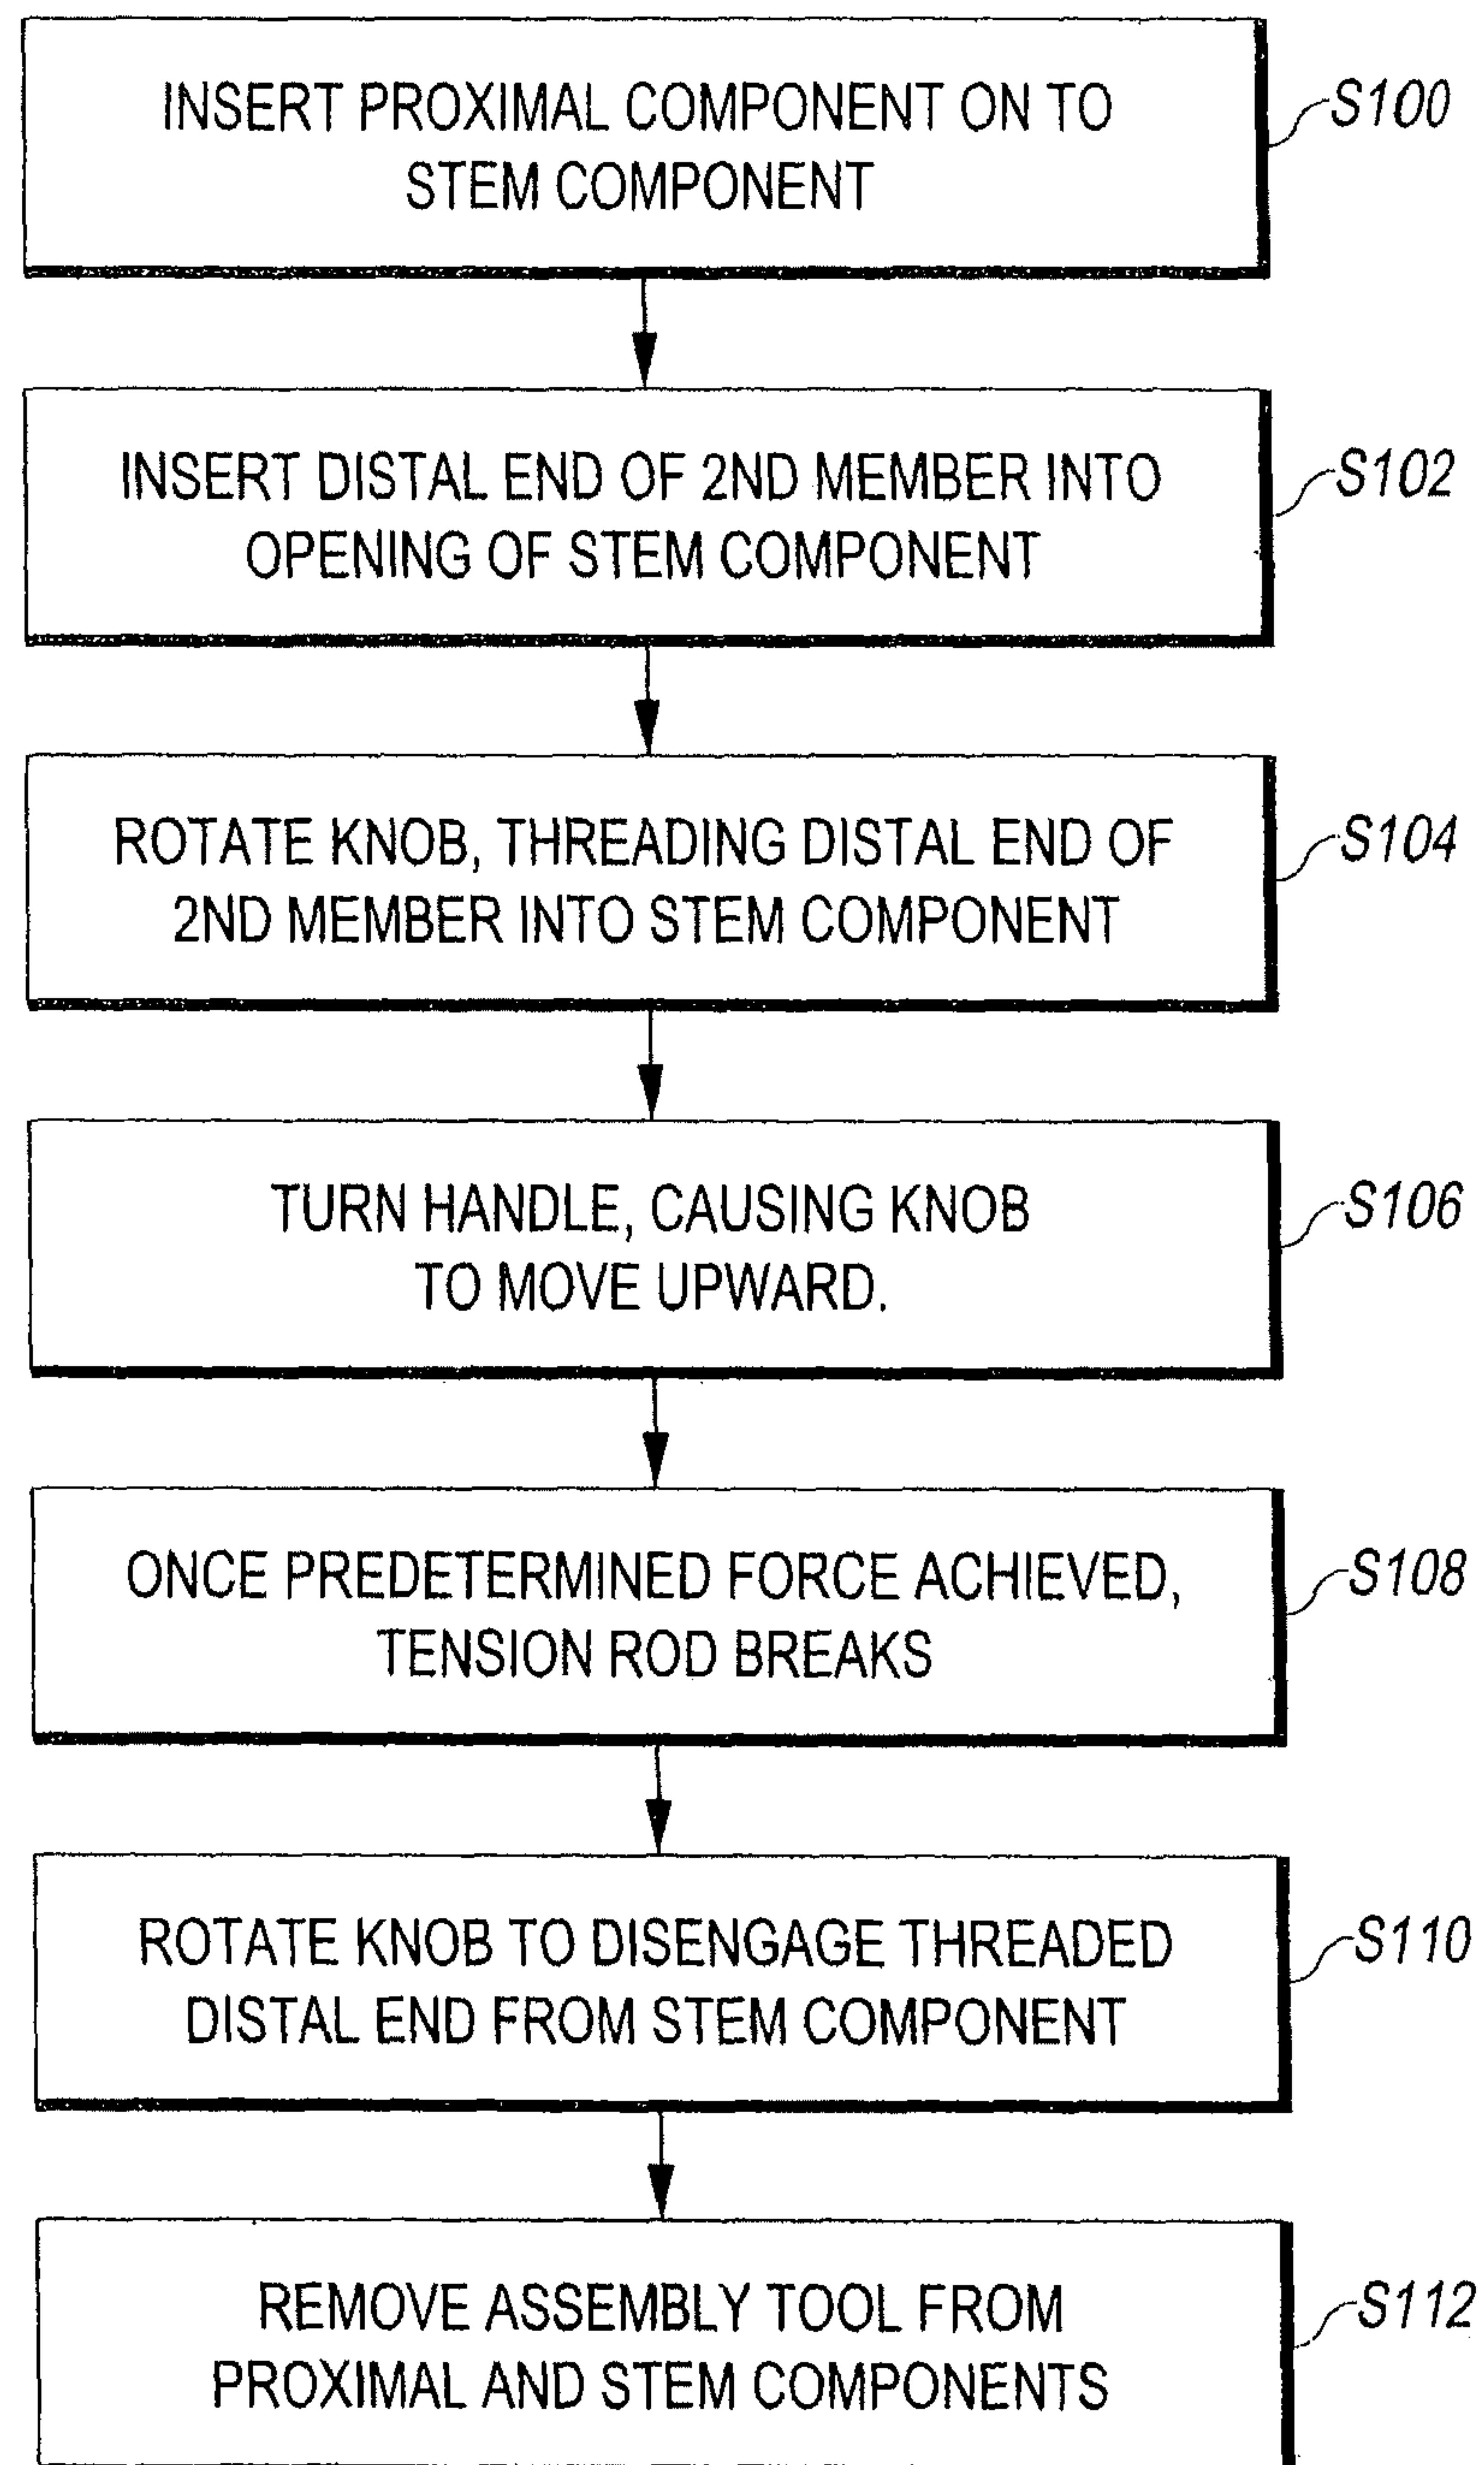 INSERT PROXIMAL COMPONENT ON TO
STEM COMPONENT
S100
INSERT DISTAL END OF 2ND MEMBER INTO
OPENING OF STEM COMPONENT
S102
ROTATE KNOB, THREADING DISTAL END OF
2ND MEMBER INTO STEM COMPONENT
S104
TURN HANDLE, CAUSING KNOB
TO MOVE UPWARD.
S106
ONCE PREDETERMINED FORCE ACHIEVED,
TENSION ROD BREAKS
S108
ROTATE KNOB TO DISENGAGE THREADED
DISTAL END FROM STEM COMPONENT
S110
REMOVE ASSEMBLY TOOL FROM
PROXIMAL AND STEM COMPONENTS
S112